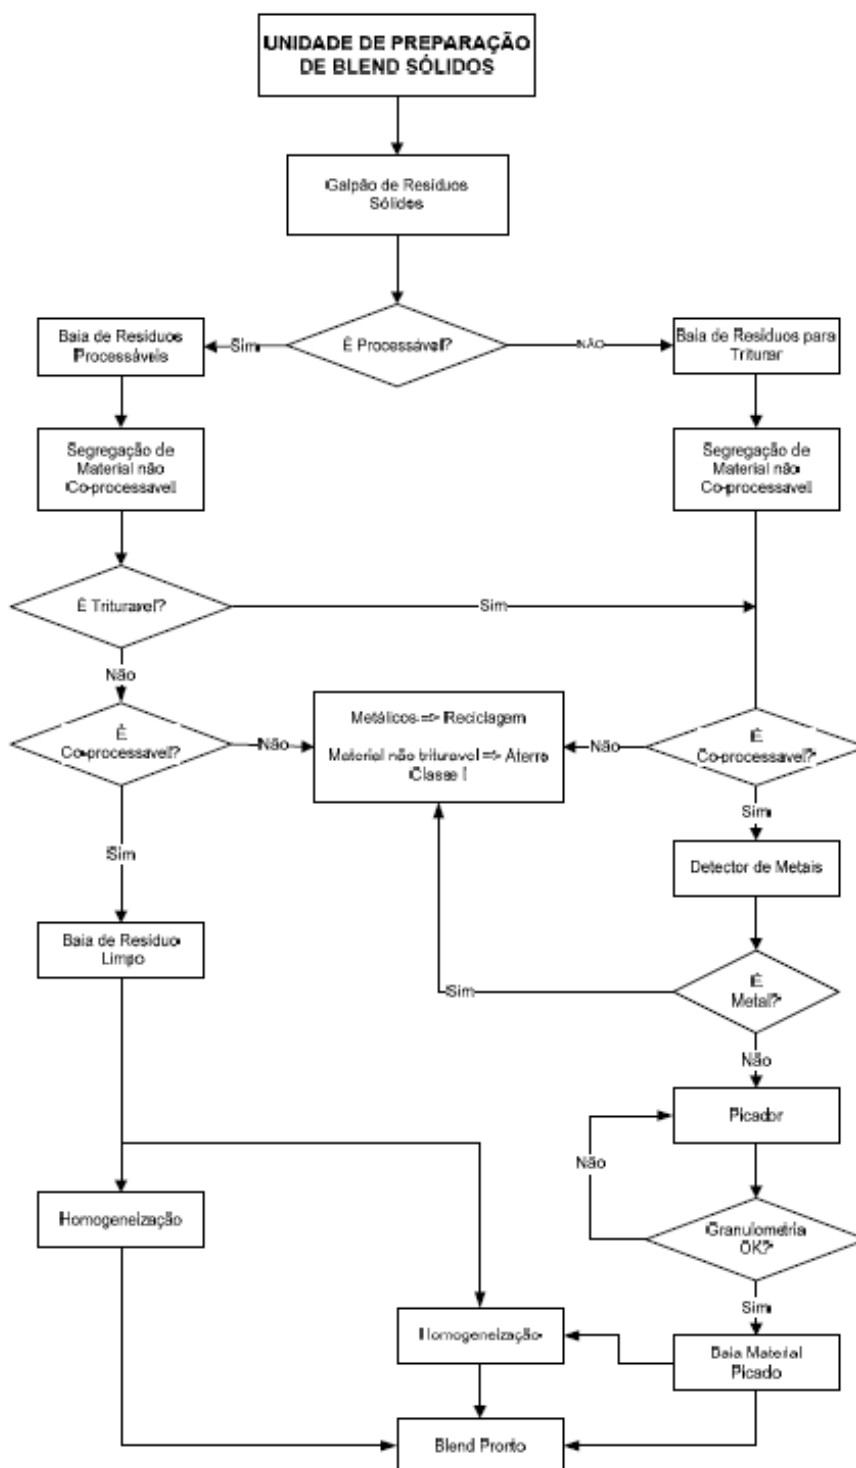 UNIDADE DE PREPARAÇÃO
DE BLEND SÓLIDOS
Galpão de Resíduos
Sólidos
É Processável?
Sim
NÃO
Baia de Resíduos
Processáveis
Baia de Resíduos para
Triturar
Segregação de
Material não
Co-processavel
Segregação de
Material não
Co-processavel
É Trituravel?
Sim
Não
É
Co-processavel?
Não
Metálicos => Reciclagem
Material não trituravel => Aterro
Classe I
Não
É
Co-processavel?
Sim
Sim
Detector de Metais
Baia de Resíduo
Limpo
É
Metal?
Sim
Não
Picador
Não
Granulometria
OK?
Homogeneização
Sim
Homogeneização
Baia Material
Picado
Blend Pronto